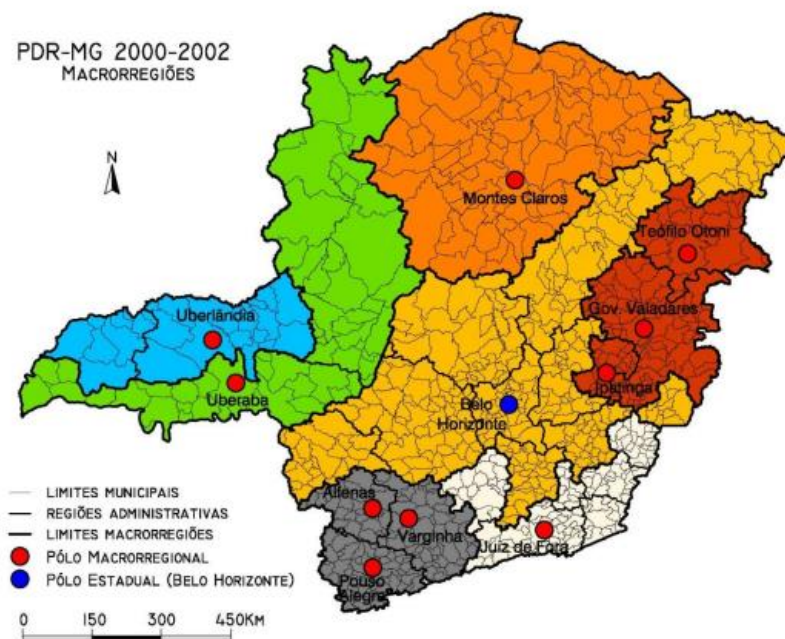 PDR-MG 2000-2002
MACRORREGIÕES
N
Montes Claros
Teófilo Otoni
Gov. Valadares
Uberlândia
Ipatinga
Uberaba
Belo
Horizonte
Alfenas
Varginha
Juiz de Fora
Pouso
Alegre
LIMITES MUNICIPAIS
REGIÕES ADMINISTRATIVAS
LIMITES MACRORREGIÕES
PÓLO MACRORREGIONAL
PÓLO ESTADUAL (BELO HORIZONTE)
0 150 300 450KM